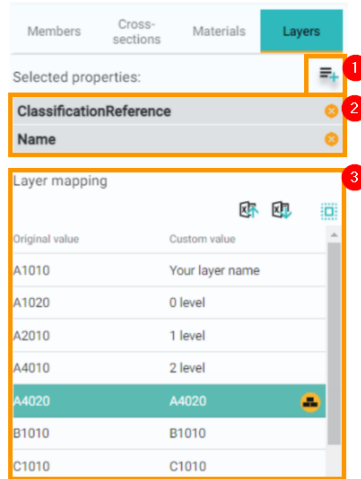 Members Cross-sections Materials Layers
Selected properties: 1
ClassificationReference 2
Name
Layer mapping 3
Original value Custom value
A1010 Your layer name
A1020 0 level
A2010 1 level
A4010 2 level
A4020 A4020
B1010 B1010
C1010 C1010